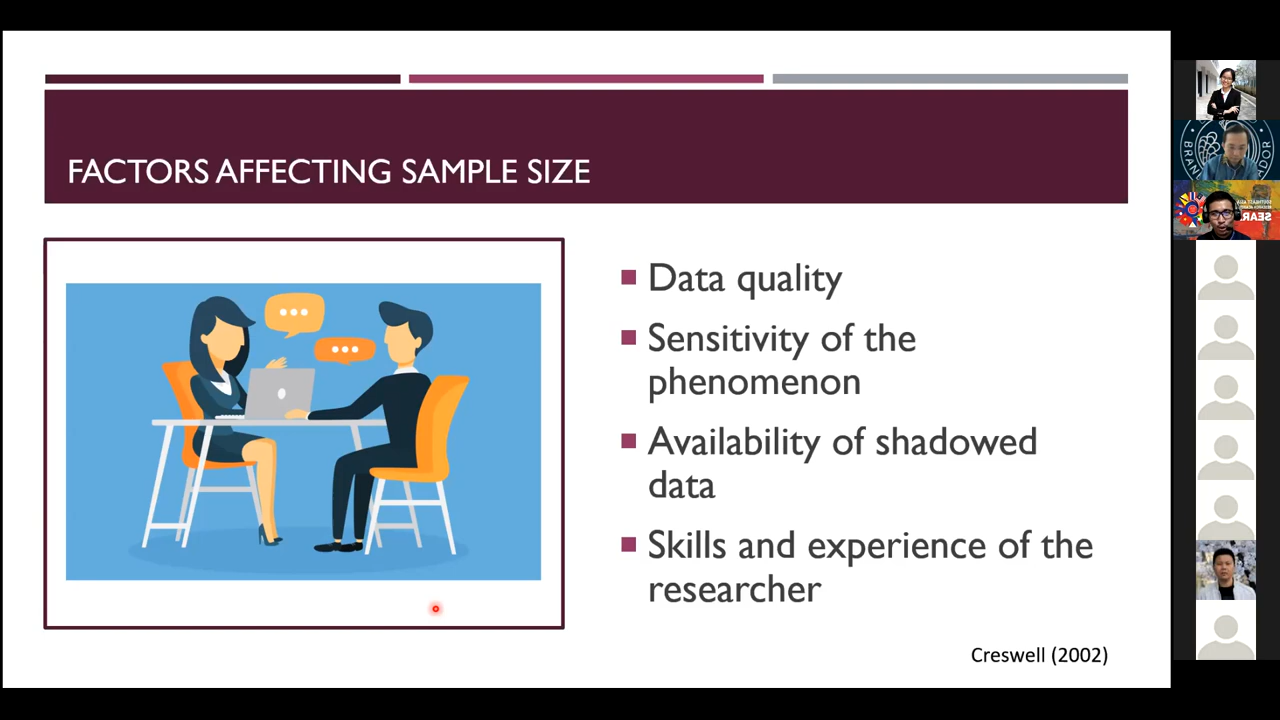 FACTORS AFFECTING SAMPLE SIZE
Data quality
Sensitivity of the
phenomenon
Availability of shadowed
data
Skills and experience of the
researcher
Creswell (2002)